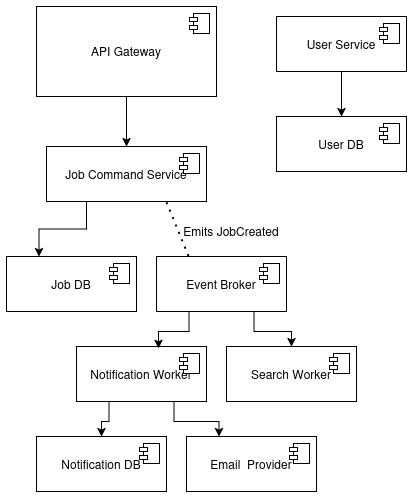 API Gateway
User Service
User DB
Job Command Service
Emits JobCreated
Job DB
Event Broker
Notification Worker
Search Worker
Notification DB
Email  Provider